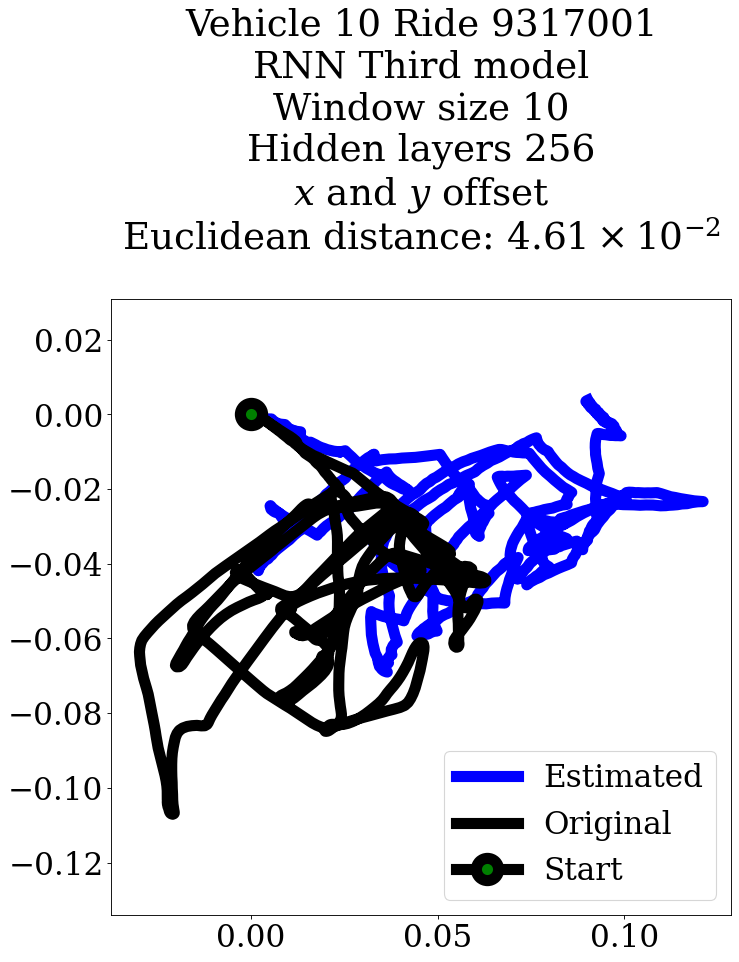 Vehicle 10 Ride 9317001
RNN Third model
Window size 10
Hidden layers 256
x and y offset
Euclidean distance: 4.61 × 10⁻²
0.02
0.00
−0.02
−0.04
−0.06
−0.08
−0.10
−0.12
Estimated
Original
Start
0.00 0.05 0.10